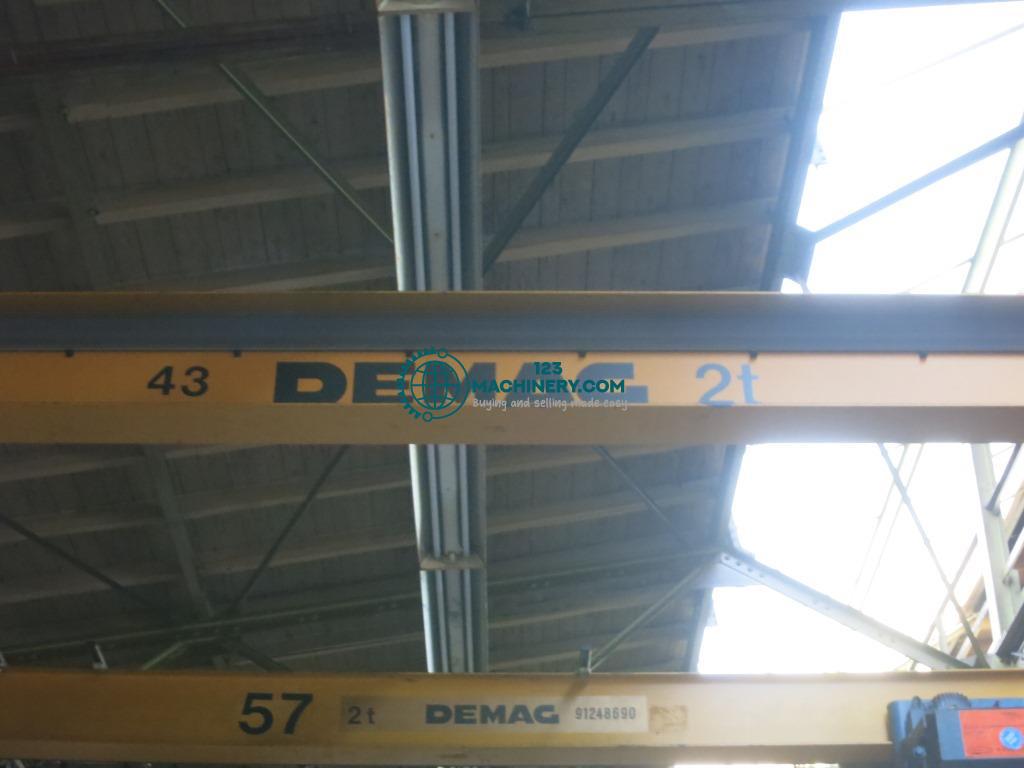 43 DEMAG 2t
123
MACHINERY.COM
Buying and selling made easy
57 2t DEMAG 91248690